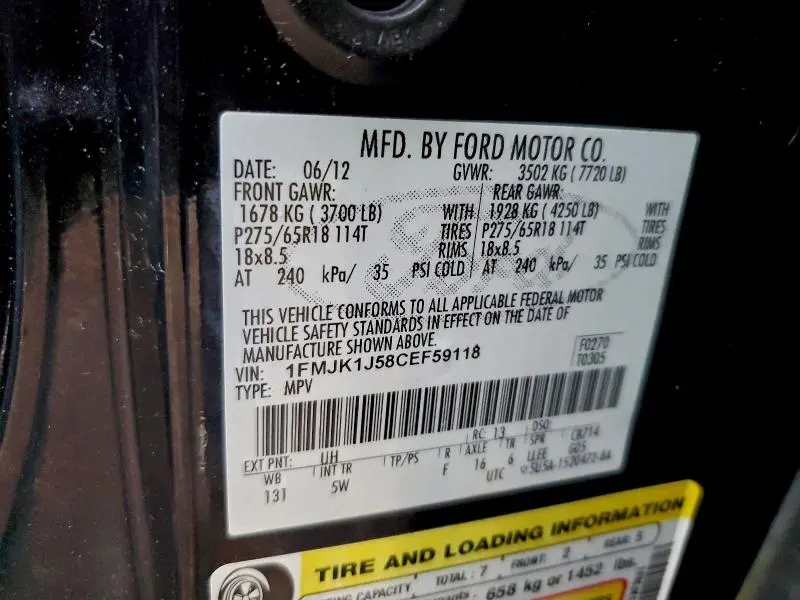 MFD. BY FORD MOTOR CO.
DATE: 06/12 GVWR: 3502 KG ( 7720 LB)
FRONT GAWR: REAR GAWR:
1678 KG ( 3700 LB) WITH 1928 KG ( 4250 LB) WITH
P275/65R18 114T TIRES P275/65R18 114T TIRES
18x8.5 RIMS 18x8.5 RIMS
AT 240 kPa/ 35 PSI COLD AT 240 kPa/ 35 PSI COLD
THIS VEHICLE CONFORMS TO ALL APPLICABLE FEDERAL MOTOR
VEHICLE SAFETY STANDARDS IN EFFECT ON THE DATE OF
MANUFACTURE SHOWN ABOVE.
VIN: 1FMJK1J58CEF59118 F0270
TYPE: MPV T0305
EXT PNT: UH RC: 13 DSO:
WB INT TR TP/PS R AXLE TR SPR
131 5W F 16 6
UTC
TIRE AND LOADING INFORMATION
CAPACITY TOTAL: 7 FRONT: 2 REAR: 5
658 kg or 1452 lbs.